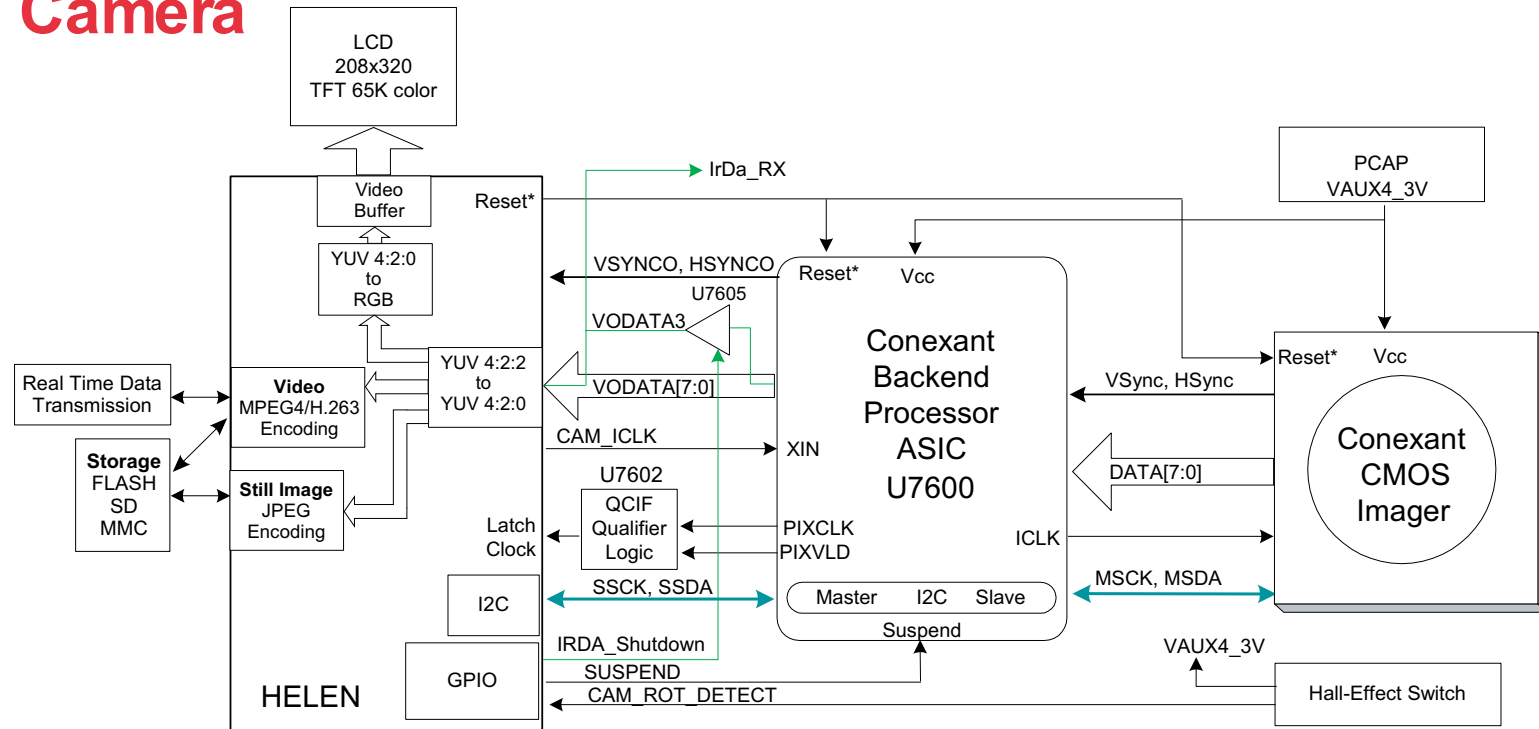 Camera
LCD
208x320
TFT 65K color
IrDa_RX
PCAP
VAUX4_3V
Video
Buffer
Reset*
YUV 4:2:0
to
RGB
VSYNCO, HSYNCO
Reset*
Vcc
U7605
VODATA3
YUV 4:2:2
to
YUV 4:2:0
VODATA[7:0]
Conexant
Backend
Processor
ASIC
U7600
Reset*
Vcc
VSync, HSync
Real Time Data
Transmission
Video
MPEG4/H.263
Encoding
CAM_ICLK
XIN
Conexant
CMOS
Imager
DATA[7:0]
Storage
FLASH
SD
MMC
Still Image
JPEG
Encoding
U7602
QCIF
Qualifier
Logic
Latch
Clock
PIXCLK
PIXVLD
ICLK
I2C
SSCK, SSDA
Master I2C Slave
MSCK, MSDA
Suspend
IRDA_Shutdown
GPIO
SUSPEND
CAM_ROT_DETECT
VAUX4_3V
Hall-Effect Switch
HELEN